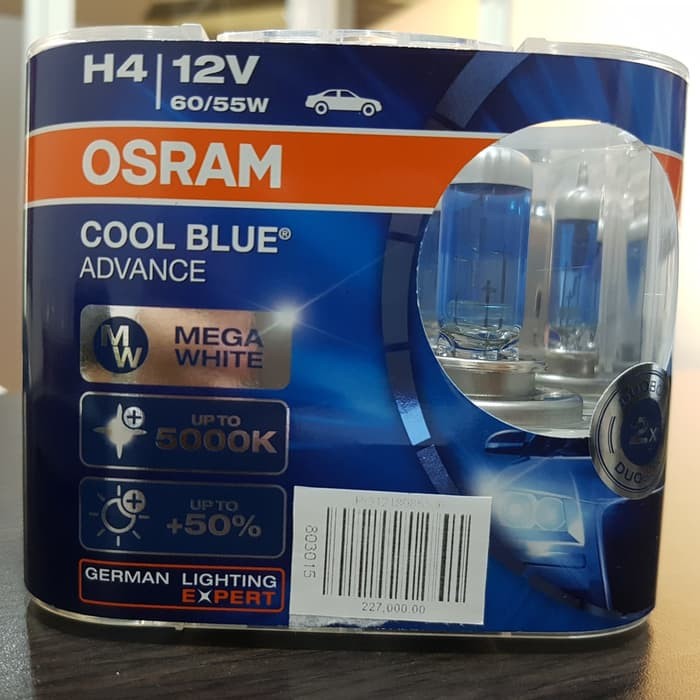 H4 | 12V
60/55W
OSRAM
COOL BLUE®
ADVANCE
MW
MEGA
WHITE
UP TO
5000K
UP TO
+50%
GERMAN LIGHTING
EXPERT
803015
227,000.00
2x
DUO